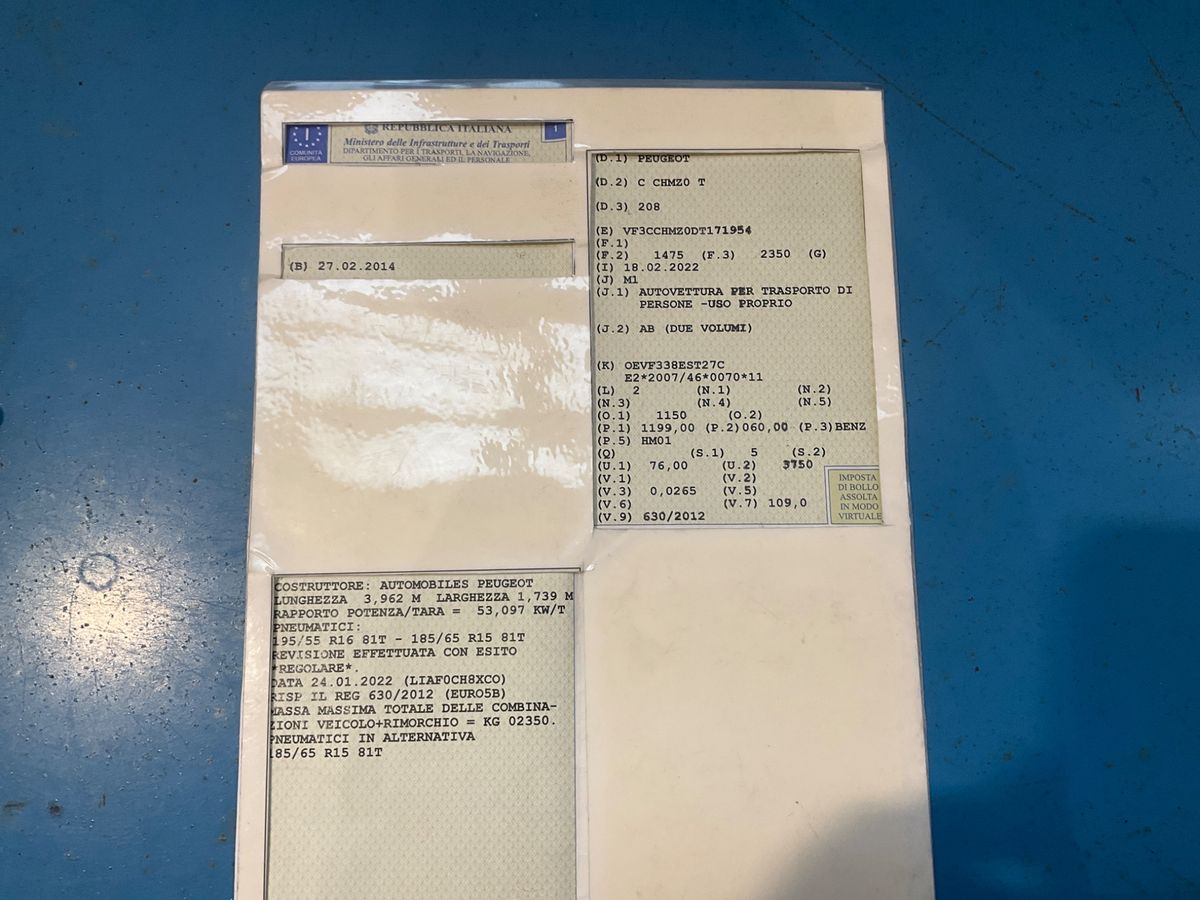 REPUBBLICA ITALIANA
I
COMUNITA
EUROPEA
Ministero delle Infrastrutture e dei Trasporti
DIPARTIMENTO PER I TRASPORTI, LA NAVIGAZIONE,
GLI AFFARI GENERALI ED IL PERSONALE
1
(B) 27.02.2014
(D.1) PEUGEOT
(D.2) C CHMZ0 T
(D.3) 208
(E) VF3CCHMZ0DT171954
(F.1)
(F.2) 1475 (F.3) 2350 (G)
(I) 18.02.2022
(J) M1
(J.1) AUTOVETTURA PER TRASPORTO DI
PERSONE -USO PROPRIO
(J.2) AB (DUE VOLUMI)
(K) OEVF338EST27C
E2*2007/46*0070*11
(L) 2 (N.1) (N.2)
(N.3) (N.4) (N.5)
(O.1) 1150 (O.2)
(P.1) 1199,00 (P.2)060,00 (P.3)BENZ
(P.5) HM01
(Q) (S.1) 5 (S.2)
(U.1) 76,00 (U.2) 3750
(V.1) (V.2)
(V.3) 0,0265 (V.5)
(V.6) (V.7) 109,0
(V.9) 630/2012
IMPOSTA
DI BOLLO
ASSOLTA
IN MODO
VIRTUALE
COSTRUTTORE: AUTOMOBILES PEUGEOT
LUNGHEZZA 3,962 M LARGHEZZA 1,739 M
RAPPORTO POTENZA/TARA = 53,097 KW/T
PNEUMATICI:
195/55 R16 81T - 185/65 R15 81T
REVISIONE EFFETTUATA CON ESITO
*REGOLARE*.
DATA 24.01.2022 (LIAF0CH8XCO)
RISP IL REG 630/2012 (EURO5B)
MASSA MASSIMA TOTALE DELLE COMBINA-
ZIONI VEICOLO+RIMORCHIO = KG 02350.
PNEUMATICI IN ALTERNATIVA
185/65 R15 81T